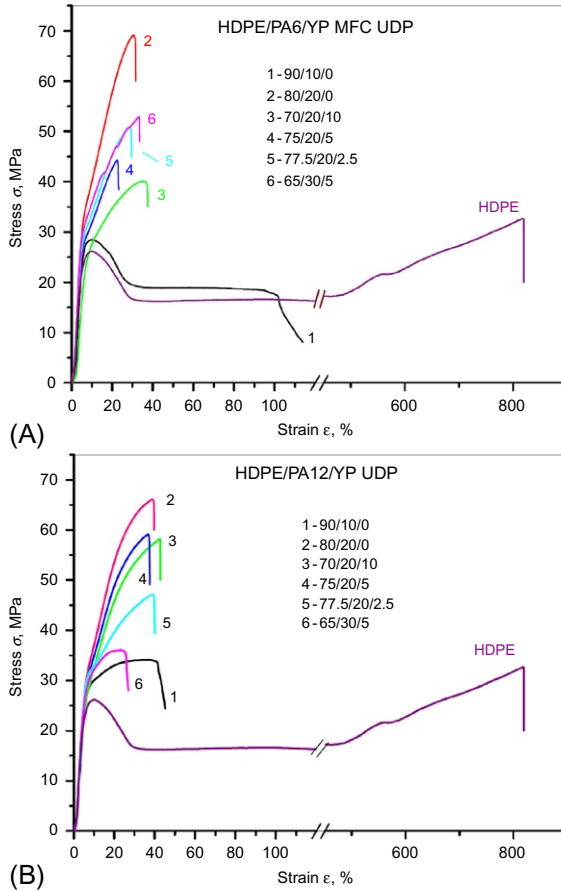 HDPE/PA6/YP MFC UDP
1 - 90/10/0
2 - 80/20/0
3 - 70/20/10
4 - 75/20/5
5 - 77.5/20/2.5
6 - 65/30/5
Stress σ, MPa
70
60
50
40
30
20
10
0
2
6
5
4
3
1
HDPE
0 20 40 60 80 100 600 800
Strain ε, %
(A)
HDPE/PA12/YP UDP
1 - 90/10/0
2 - 80/20/0
3 - 70/20/10
4 - 75/20/5
5 - 77.5/20/2.5
6 - 65/30/5
Stress σ, MPa
70
60
50
40
30
20
10
0
2
3
4
5
6
1
HDPE
0 20 40 60 80 100 600 800
Strain ε, %
(B)